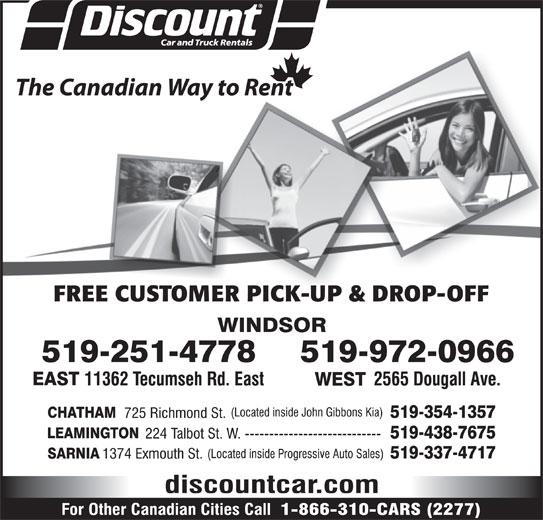 Discount®
Car and Truck Rentals
The Canadian Way to Rent
FREE CUSTOMER PICK-UP & DROP-OFF
WINDSOR
519-251-4778 519-972-0966
EAST 11362 Tecumseh Rd. East WEST 2565 Dougall Ave.
CHATHAM 725 Richmond St. (Located inside John Gibbons Kia) 519-354-1357
LEAMINGTON 224 Talbot St. W. ---------------------------- 519-438-7675
SARNIA 1374 Exmouth St. (Located inside Progressive Auto Sales) 519-337-4717
discountcar.com
For Other Canadian Cities Call 1-866-310-CARS (2277)